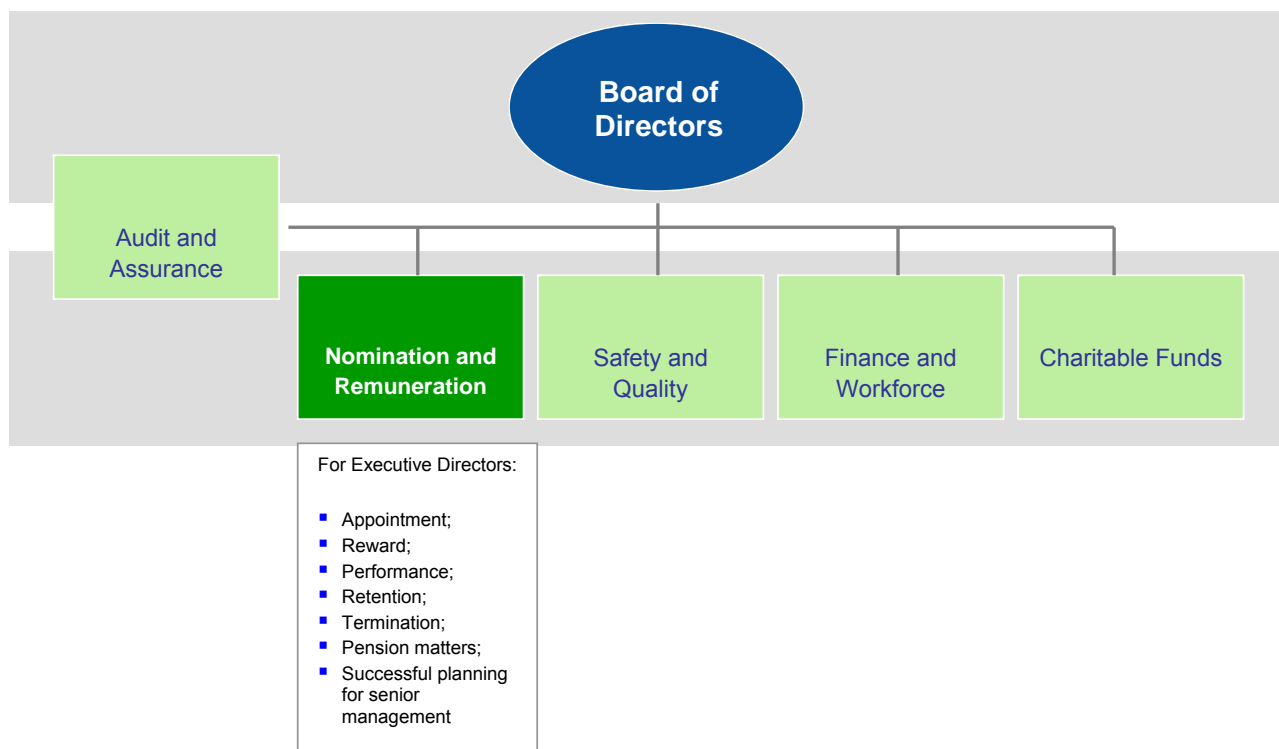 Board of
Directors
Audit and
Assurance
Nomination and
Remuneration
Safety and
Quality
Finance and
Workforce
Charitable Funds
For Executive Directors:
▪ Appointment;
▪ Reward;
▪ Performance;
▪ Retention;
▪ Termination;
▪ Pension matters;
▪ Successful planning
for senior
management